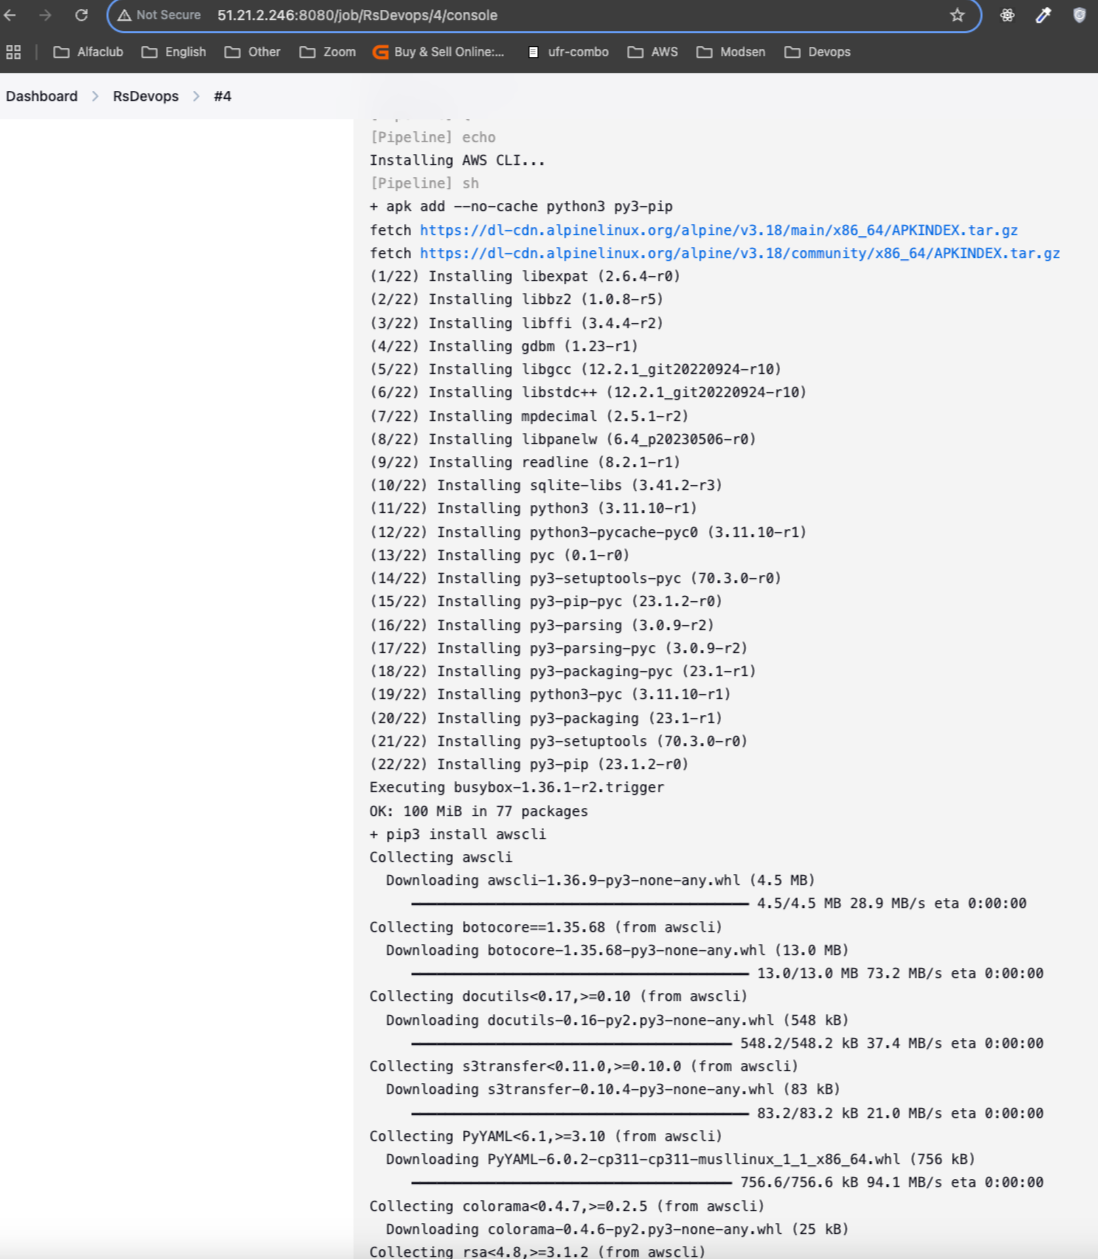 Not Secure 51.21.2.246:8080/job/RsDevops/4/console
Alfaclub English Other Zoom Buy & Sell Online:... ufr-combo AWS Modsen Devops
Dashboard RsDevops #4
[Pipeline] echo
Installing AWS CLI...
[Pipeline] sh
+ apk add --no-cache python3 py3-pip
fetch https://dl-cdn.alpinelinux.org/alpine/v3.18/main/x86_64/APKINDEX.tar.gz
fetch https://dl-cdn.alpinelinux.org/alpine/v3.18/community/x86_64/APKINDEX.tar.gz
(1/22) Installing libexpat (2.6.4-r0)
(2/22) Installing libbz2 (1.0.8-r5)
(3/22) Installing libffi (3.4.4-r2)
(4/22) Installing gdbm (1.23-r1)
(5/22) Installing libgcc (12.2.1_git20220924-r10)
(6/22) Installing libstdc++ (12.2.1_git20220924-r10)
(7/22) Installing mpdecimal (2.5.1-r2)
(8/22) Installing libpanelw (6.4_p20230506-r0)
(9/22) Installing readline (8.2.1-r1)
(10/22) Installing sqlite-libs (3.41.2-r3)
(11/22) Installing python3 (3.11.10-r1)
(12/22) Installing python3-pycache-pyc0 (3.11.10-r1)
(13/22) Installing pyc (0.1-r0)
(14/22) Installing py3-setuptools-pyc (70.3.0-r0)
(15/22) Installing py3-pip-pyc (23.1.2-r0)
(16/22) Installing py3-parsing (3.0.9-r2)
(17/22) Installing py3-parsing-pyc (3.0.9-r2)
(18/22) Installing py3-packaging-pyc (23.1-r1)
(19/22) Installing python3-pyc (3.11.10-r1)
(20/22) Installing py3-packaging (23.1-r1)
(21/22) Installing py3-setuptools (70.3.0-r0)
(22/22) Installing py3-pip (23.1.2-r0)
Executing busybox-1.36.1-r2.trigger
OK: 100 MiB in 77 packages
+ pip3 install awscli
Collecting awscli
Downloading awscli-1.36.9-py3-none-any.whl (4.5 MB)
4.5/4.5 MB 28.9 MB/s eta 0:00:00
Collecting botocore==1.35.68 (from awscli)
Downloading botocore-1.35.68-py3-none-any.whl (13.0 MB)
13.0/13.0 MB 73.2 MB/s eta 0:00:00
Collecting docutils<0.17,>=0.10 (from awscli)
Downloading docutils-0.16-py2.py3-none-any.whl (548 kB)
548.2/548.2 kB 37.4 MB/s eta 0:00:00
Collecting s3transfer<0.11.0,>=0.10.0 (from awscli)
Downloading s3transfer-0.10.4-py3-none-any.whl (83 kB)
83.2/83.2 kB 21.0 MB/s eta 0:00:00
Collecting PyYAML<6.1,>=3.10 (from awscli)
Downloading PyYAML-6.0.2-cp311-cp311-musllinux_1_1_x86_64.whl (756 kB)
756.6/756.6 kB 94.1 MB/s eta 0:00:00
Collecting colorama<0.4.7,>=0.2.5 (from awscli)
Downloading colorama-0.4.6-py2.py3-none-any.whl (25 kB)
Collecting rsa<4.8,>=3.1.2 (from awscli)